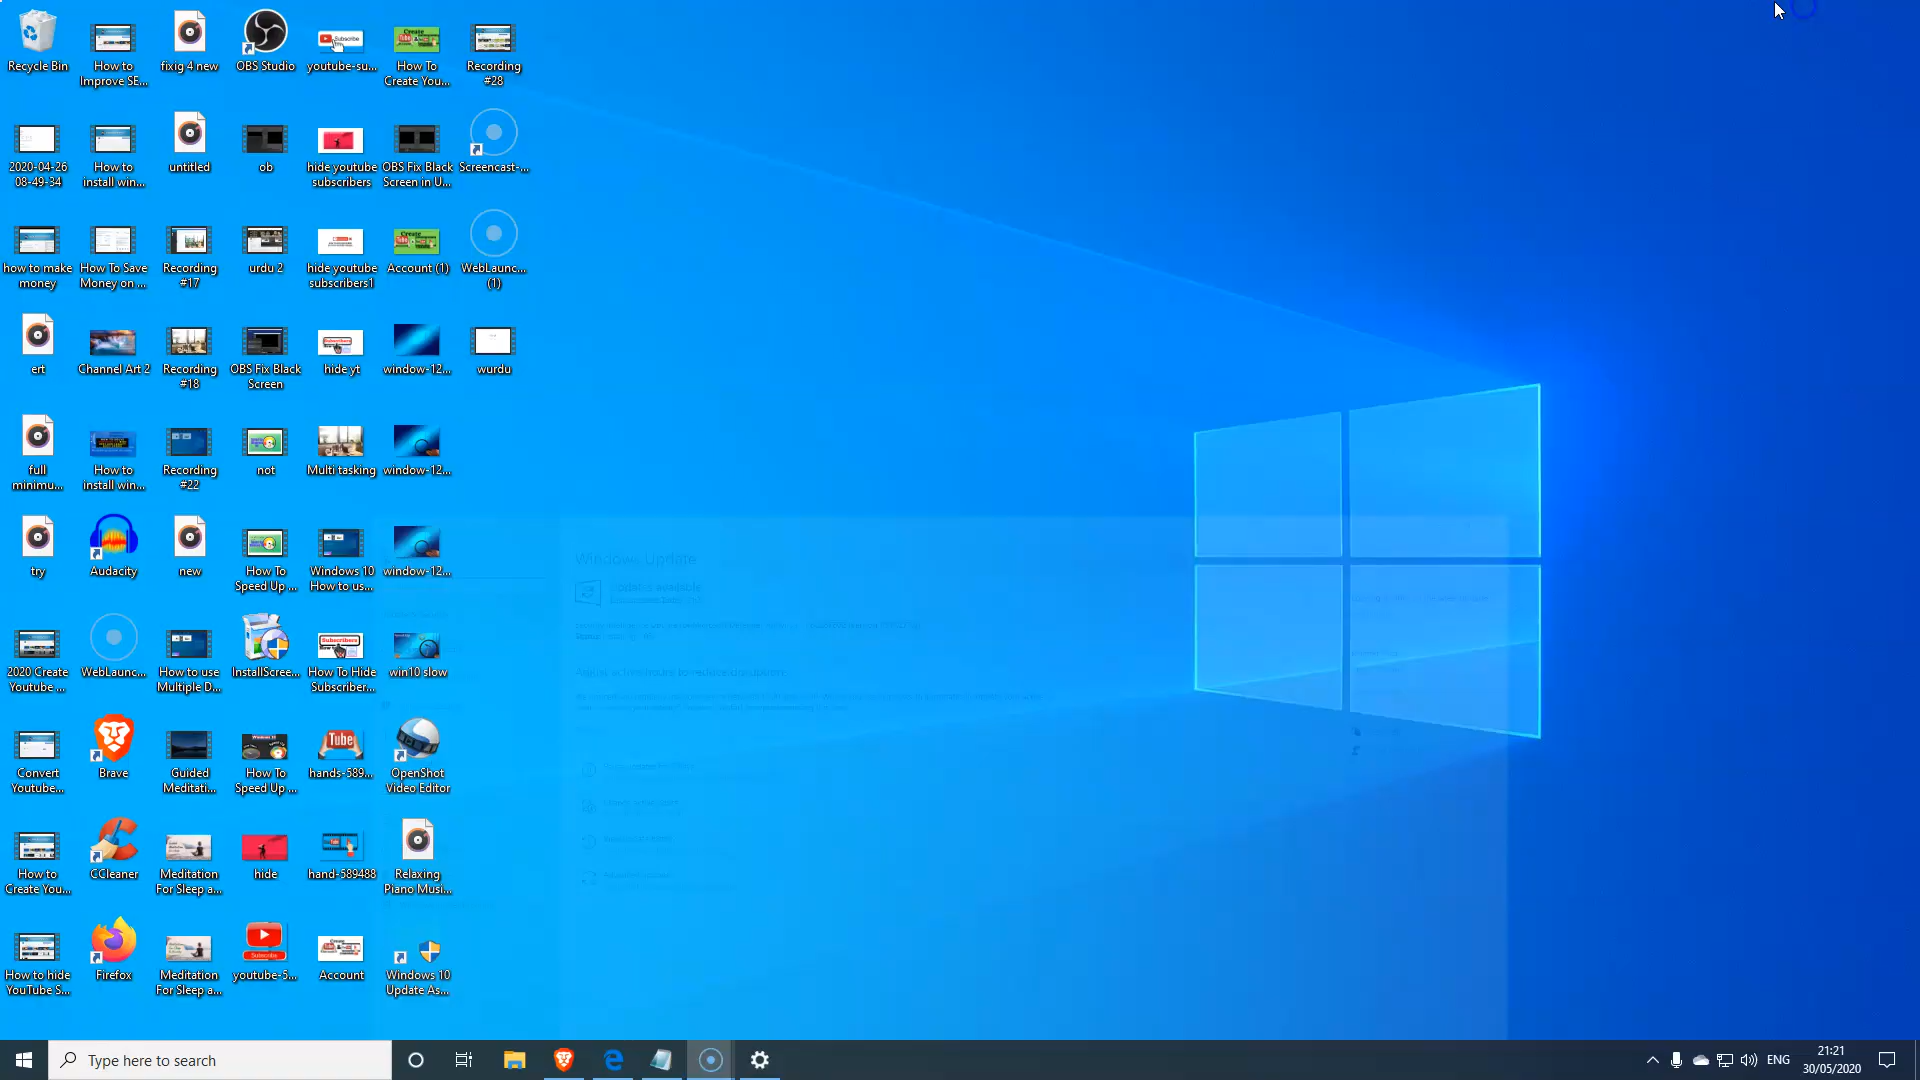 Recycle Bin
How to
Improve SE...
fixig 4 new
OBS Studio
youtube-su...
How To
Create You...
Recording
#28
2020-04-26
08-49-34
How to
install win...
untitled
ob
hide youtube
subscribers
OBS Fix Black
Screen in U...
Screencast-...
how to make
money
How To Save
Money on ...
Recording
#17
urdu 2
hide youtube
subscribers1
Account (1)
WebLaunc...
(1)
ert
Channel Art 2
Recording
#18
OBS Fix Black
Screen
hide yt
window-12...
wurdu
full
minimu...
How to
install win...
Recording
#22
not
Multi tasking
window-12...
try
Audacity
new
How To
Speed Up ...
Windows 10
How to us...
window-12...
Windows Update
2020 Create
Youtube ...
WebLaunc...
How to use
Multiple D...
InstallScree...
How To Hide
Subscriber...
win10 slow
Convert
Youtube...
Brave
Guided
Meditati...
How To
Speed Up ...
hands-589...
OpenShot
Video Editor
How to
Create You...
CCleaner
Meditation
For Sleep a...
hide
hand-589488
Relaxing
Piano Musi...
How to hide
YouTube S...
Firefox
Meditation
For Sleep a...
youtube-5...
Account
Windows 10
Update As...
Type here to search
ENG
21:21
30/05/2020